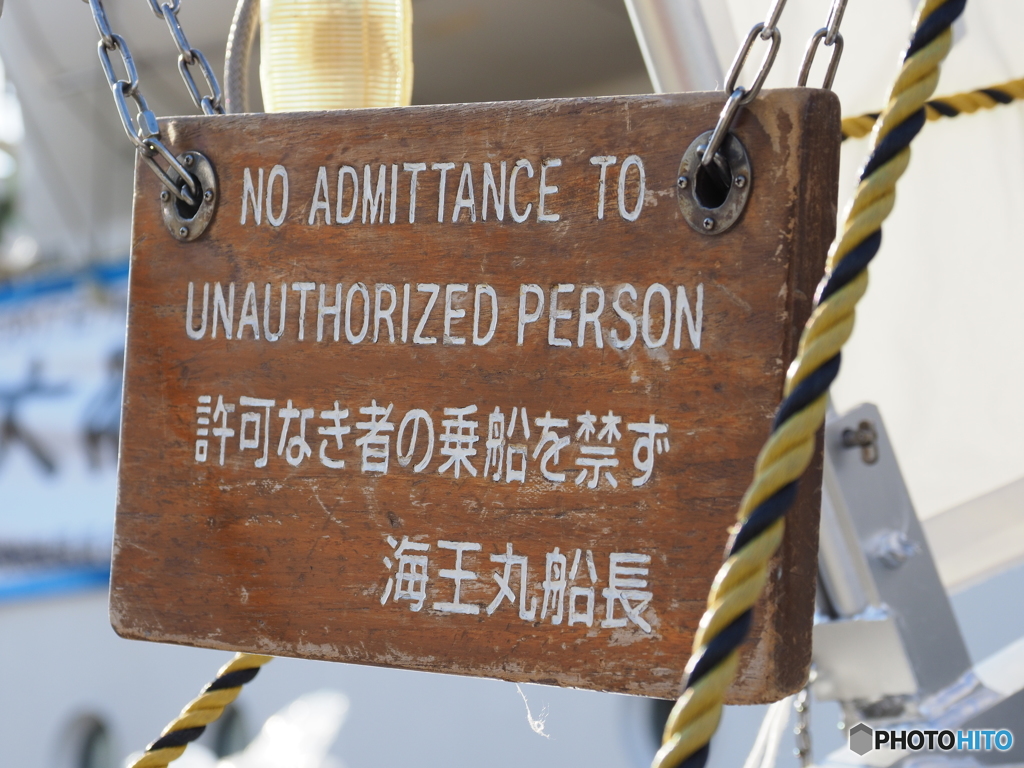 NO ADMITTANCE TO
UNAUTHORIZED PERSON
許可なき者の乗船を禁ず
海王丸船長
PHOTOHITO